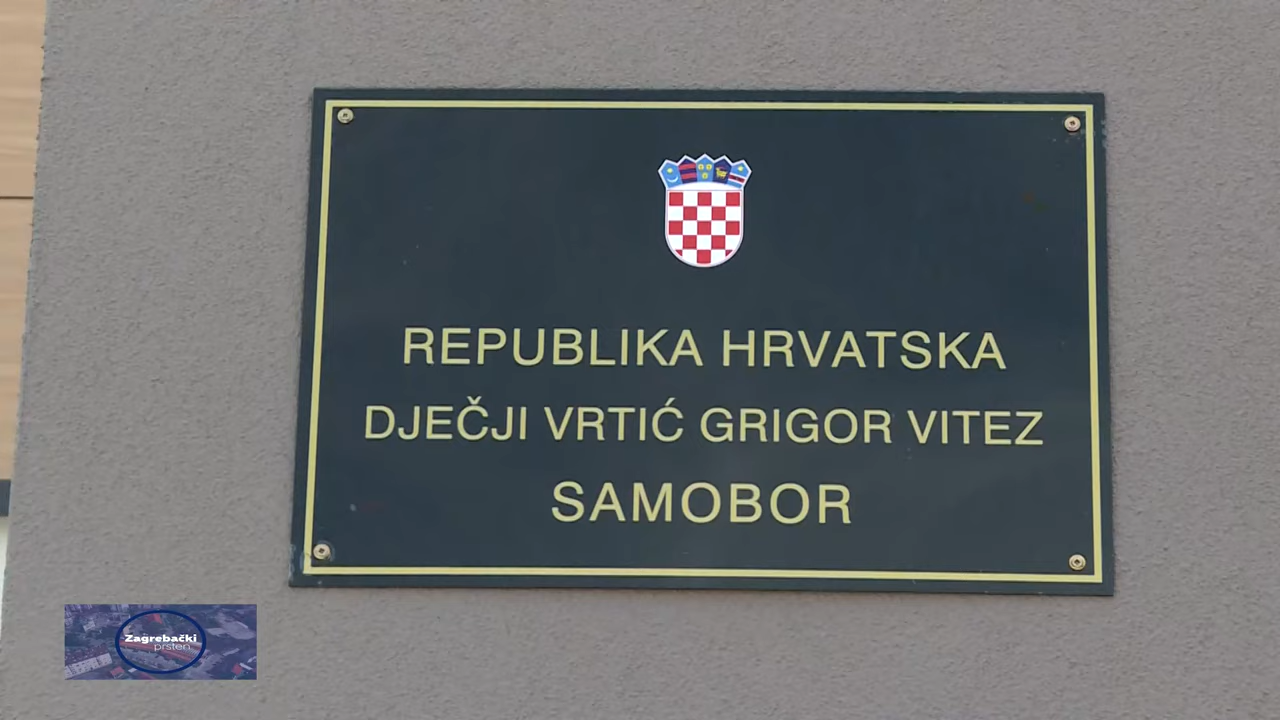 REPUBLIKA HRVATSKA
DJEČJI VRTIĆ GRIGOR VITEZ
SAMOBOR
Zagrebački
prsten